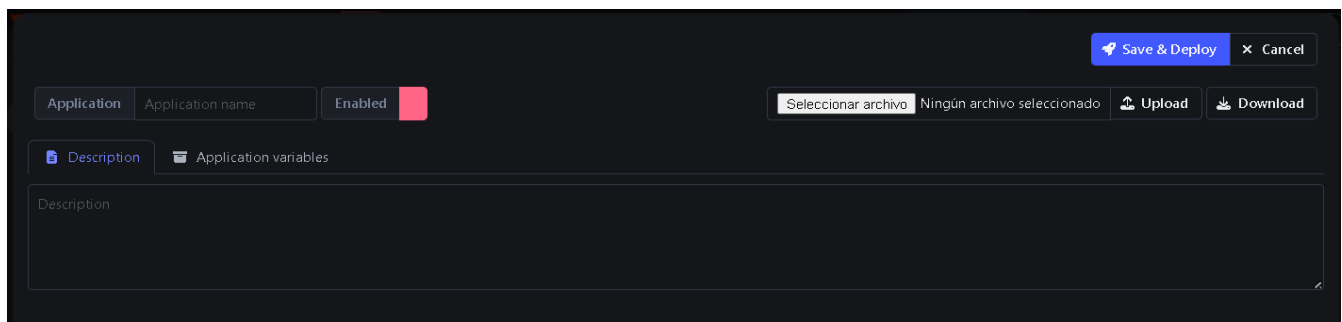 Save & Deploy Cancel
Application Application name Enabled Seleccionar archivo Ningún archivo seleccionado Upload Download
Description Application variables
Description